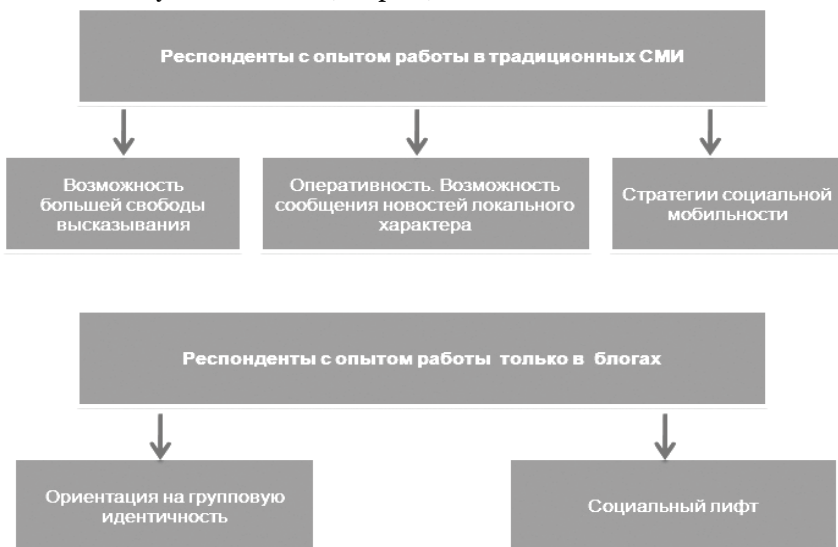 Респонденты с опытом работы в традиционных СМИ
Возможность
большей свободы
высказывания
Оперативность. Возможность
сообщения новостей локального
характера
Стратегии социальной
мобильности
Респонденты с опытом работы только в блогах
Ориентация на групповую
идентичность
Социальный лифт